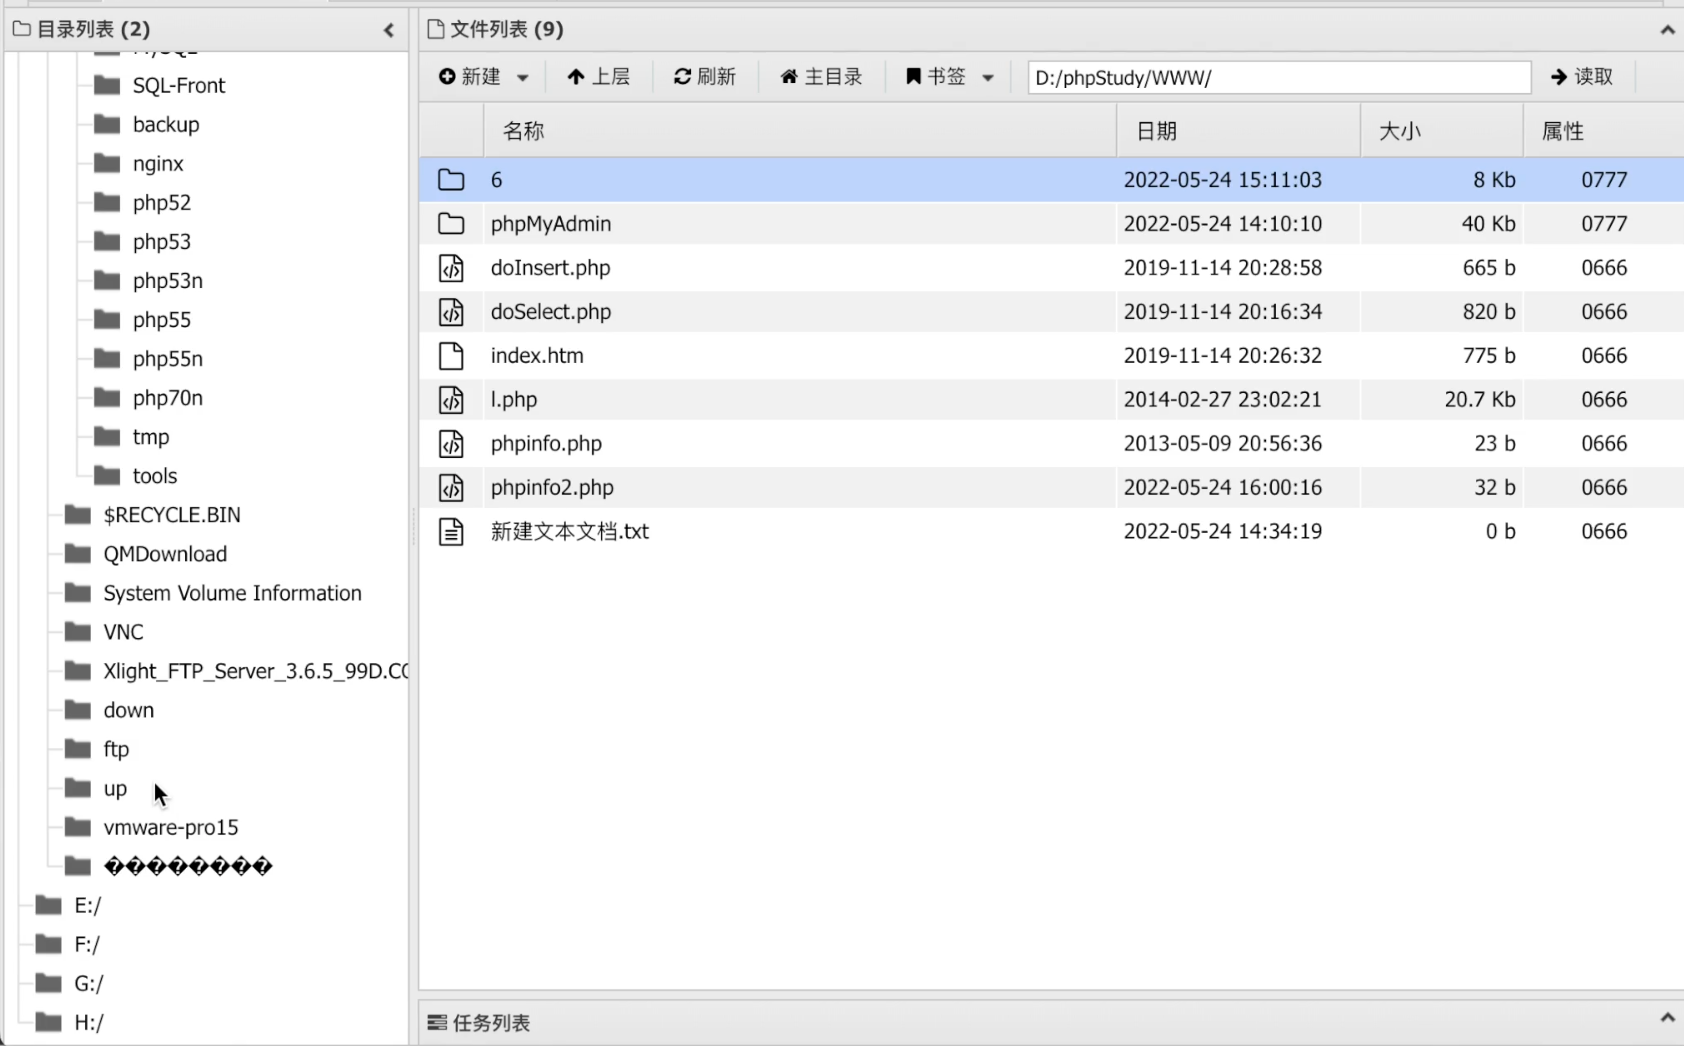 目录列表 (2)
SQL-Front
backup
nginx
php52
php53
php53n
php55
php55n
php70n
tmp
tools
$RECYCLE.BIN
QMDownload
System Volume Information
VNC
Xlight_FTP_Server_3.6.5_99D.CO
down
ftp
up
vmware-pro15
��������
E:/
F:/
G:/
H:/
文件列表 (9)
新建 上层 刷新 主目录 书签 D:/phpStudy/WWW/ 读取
名称 日期 大小 属性
6 2022-05-24 15:11:03 8 Kb 0777
phpMyAdmin 2022-05-24 14:10:10 40 Kb 0777
doInsert.php 2019-11-14 20:28:58 665 b 0666
doSelect.php 2019-11-14 20:16:34 820 b 0666
index.htm 2019-11-14 20:26:32 775 b 0666
l.php 2014-02-27 23:02:21 20.7 Kb 0666
phpinfo.php 2013-05-09 20:56:36 23 b 0666
phpinfo2.php 2022-05-24 16:00:16 32 b 0666
新建文本文档.txt 2022-05-24 14:34:19 0 b 0666
任务列表